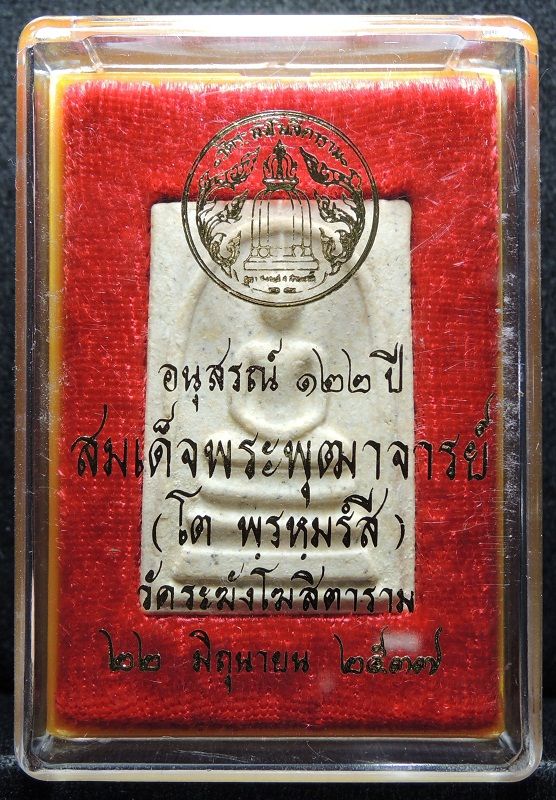 อนุสรณ์ ๑๒๒ ปี
สมเด็จพระพุฒาจารย์
(โต พฺรหฺมรํสี)
วัดระฆังโฆสิตาราม
๒๒ มิถุนายน ๒๕๓๗